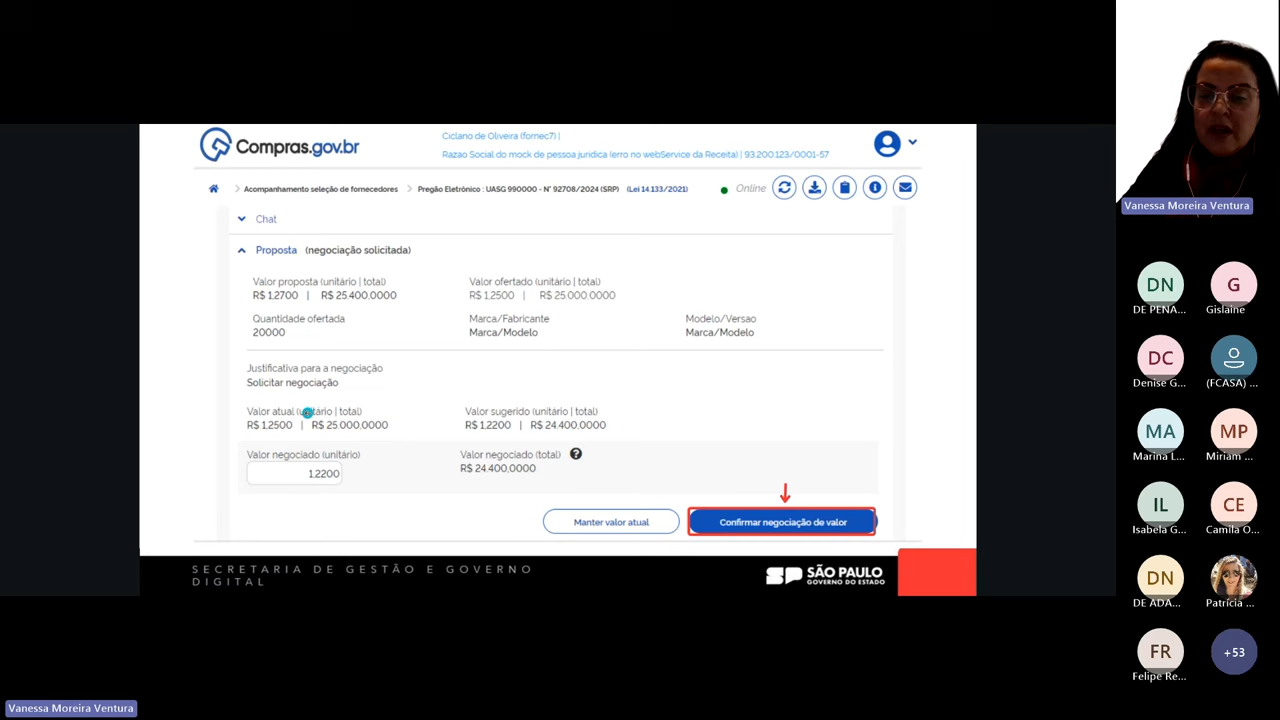 Compras.gov.br
Ciclano de Oliveira (fornec7) |
Razao Social do mock de pessoa juridica (erro no webService da Receita) | 93.200.123/0001-57
Acompanhamento seleção de fornecedores
Pregão Eletrônico : UASG 990000 - N° 92708/2024 (SRP) (Lei 14.133/2021)
Online
Chat
Proposta (negociação solicitada)
Valor proposta (unitário | total)
R$ 1,2700 | R$ 25.400,0000
Valor ofertado (unitário | total)
R$ 1,2500 | R$ 25.000,0000
Quantidade ofertada
20000
Marca/Fabricante
Marca/Modelo
Modelo/Versao
Marca/Modelo
Justificativa para a negociação
Solicitar negociação
Valor atual (unitário | total)
R$ 1,2500 | R$ 25.000,0000
Valor sugerido (unitário | total)
R$ 1,2200 | R$ 24.400,0000
Valor negociado (unitário)
1,2200
Valor negociado (total)
R$ 24.400,0000
Manter valor atual
Confirmar negociação de valor
SECRETARIA DE GESTÃO E GOVERNO
DIGITAL
SP
SÃO PAULO
GOVERNO DO ESTADO
Vanessa Moreira Ventura
DN
DE PENA...
G
Gislaine
DC
Denise G...
(FCASA) ...
MA
Marina L...
MP
Miriam ...
IL
Isabela G...
CE
Camila O...
DN
DE ADA...
Patrícia ...
FR
Felipe Re...
+53
Vanessa Moreira Ventura